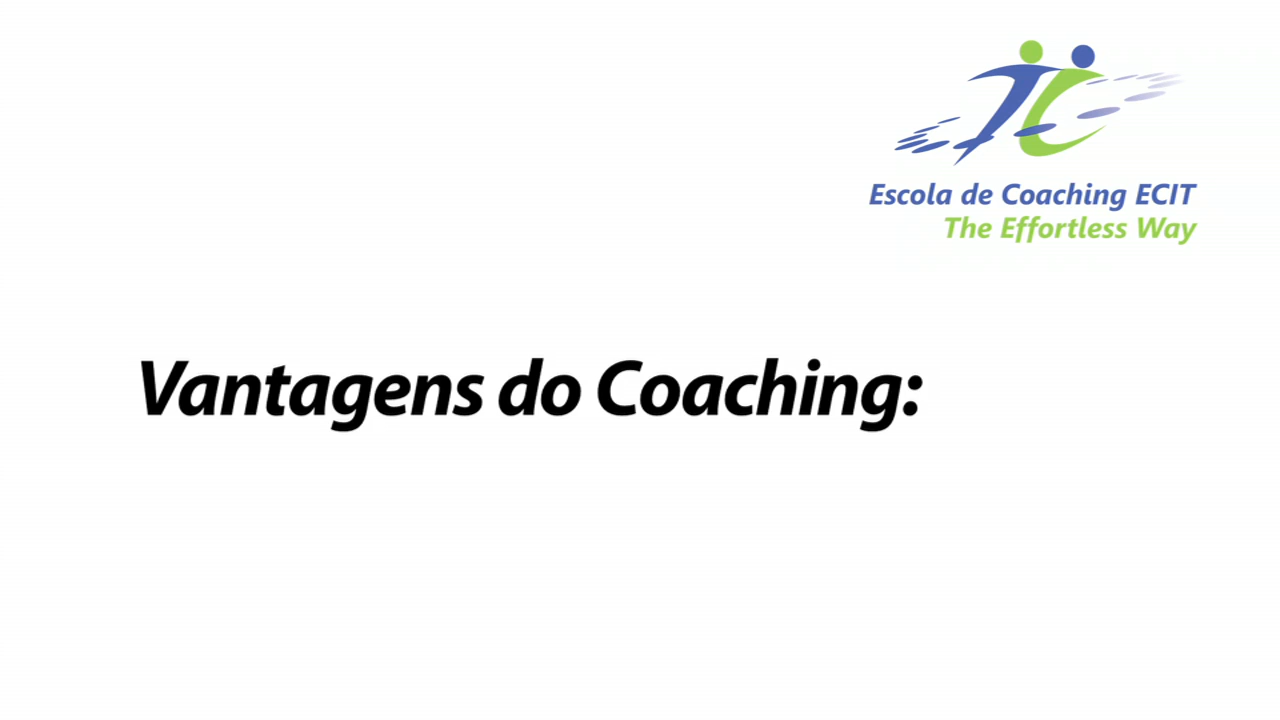 Escola de Coaching ECIT
The Effortless Way
Vantagens do Coaching: